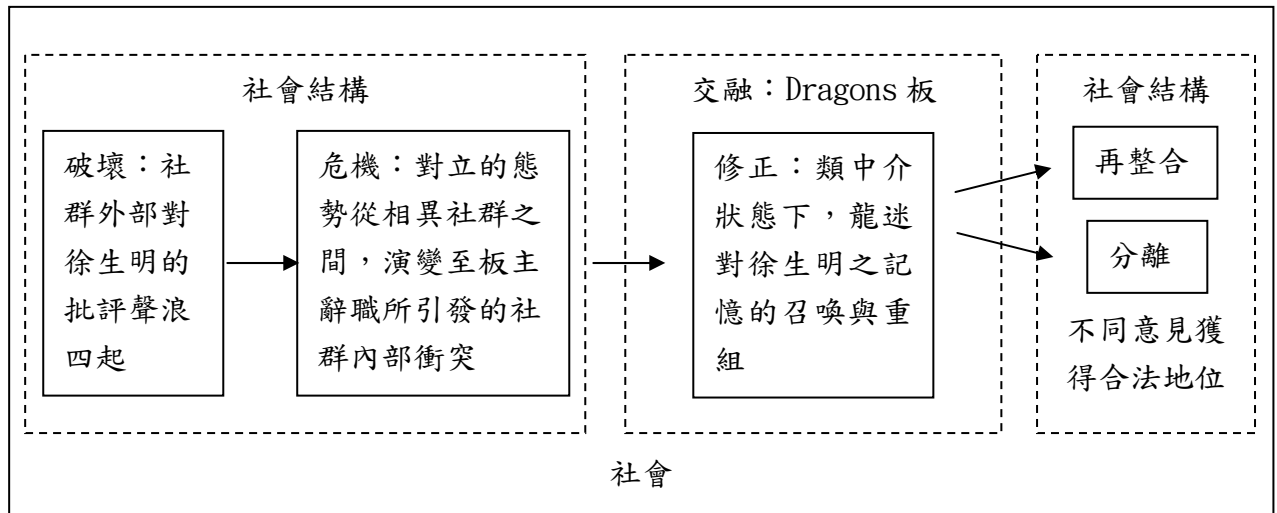 社會結構
破壞：社
群外部對
徐生明的
批評聲浪
四起
危機：對立的態
勢從相異社群之
間，演變至板主
辭職所引發的社
群內部衝突
交融：Dragons 板
修正：類中介
狀態下，龍迷
對徐生明之記
憶的召喚與重
組
社會結構
再整合
分離
不同意見獲
得合法地位
社會